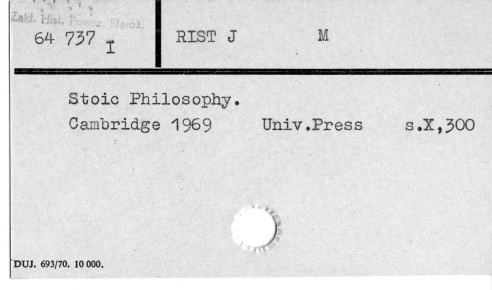 Zakł. Hist. Powsz. Staroż.
64 737 I
RIST J M
Stoic Philosophy.
Cambridge 1969 Univ.Press s.X,300
DUJ. 693/70. 10 000.